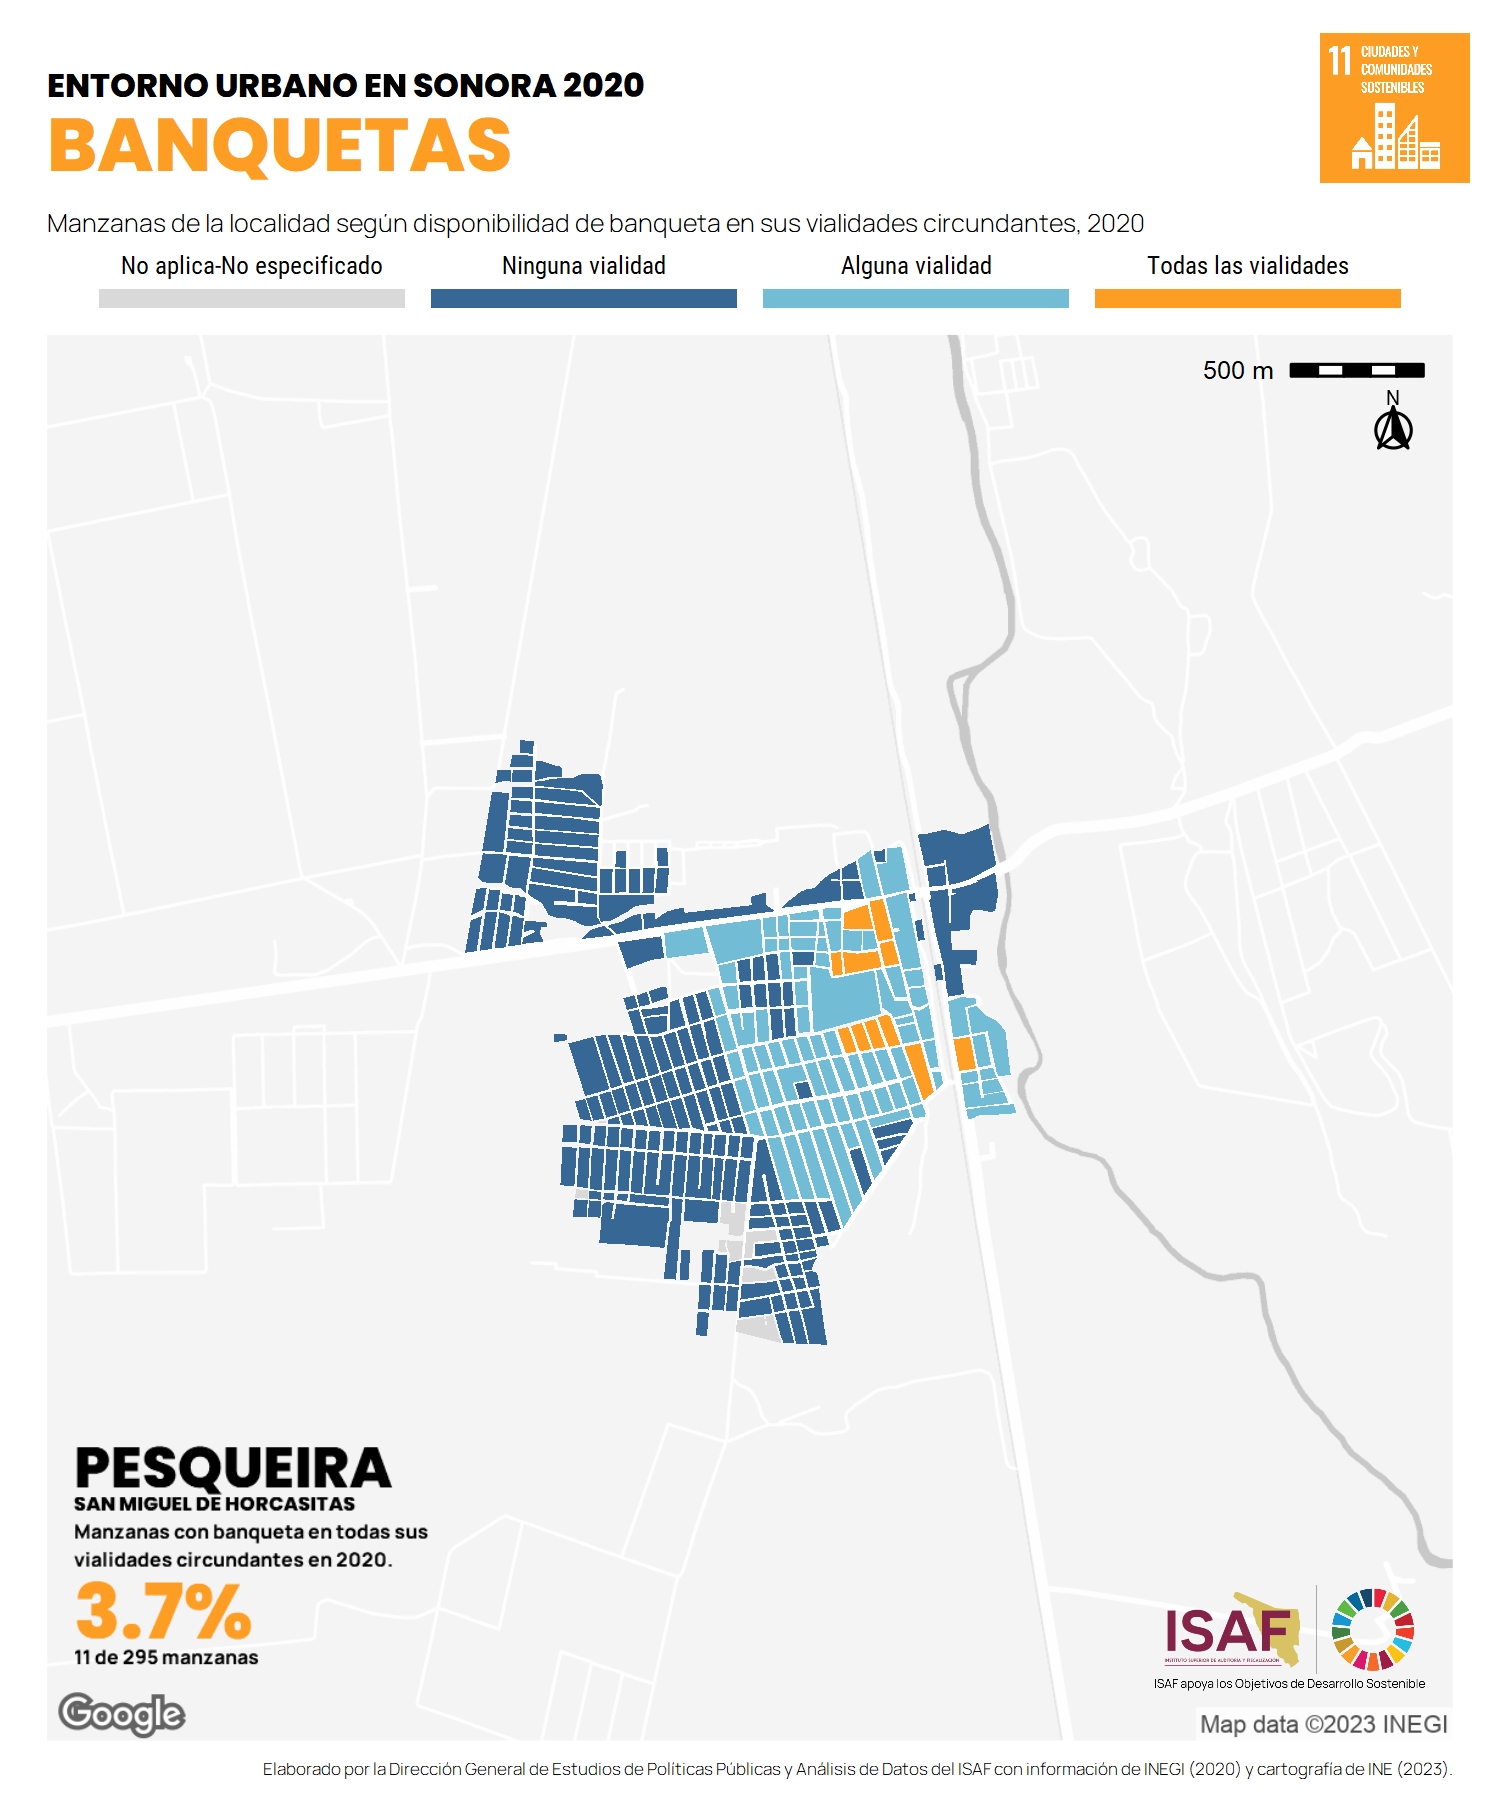 ENTORNO URBANO EN SONORA 2020
BANQUETAS
11 CIUDADES Y
COMUNIDADES
SOSTENIBLES
Manzanas de la localidad según disponibilidad de banqueta en sus vialidades circundantes, 2020
No aplica-No especificado Ninguna vialidad Alguna vialidad Todas las vialidades
500 m
N
PESQUEIRA
SAN MIGUEL DE HORCASITAS
Manzanas con banqueta en todas sus
vialidades circundantes en 2020.
3.7%
11 de 295 manzanas
ISAF
INSTITUTO SUPERIOR DE AUDITORÍA Y FISCALIZACIÓN
ISAF apoya los Objetivos de Desarrollo Sostenible
Google
Map data ©2023 INEGI
Elaborado por la Dirección General de Estudios de Políticas Públicas y Análisis de Datos del ISAF con información de INEGI (2020) y cartografía de INE (2023).